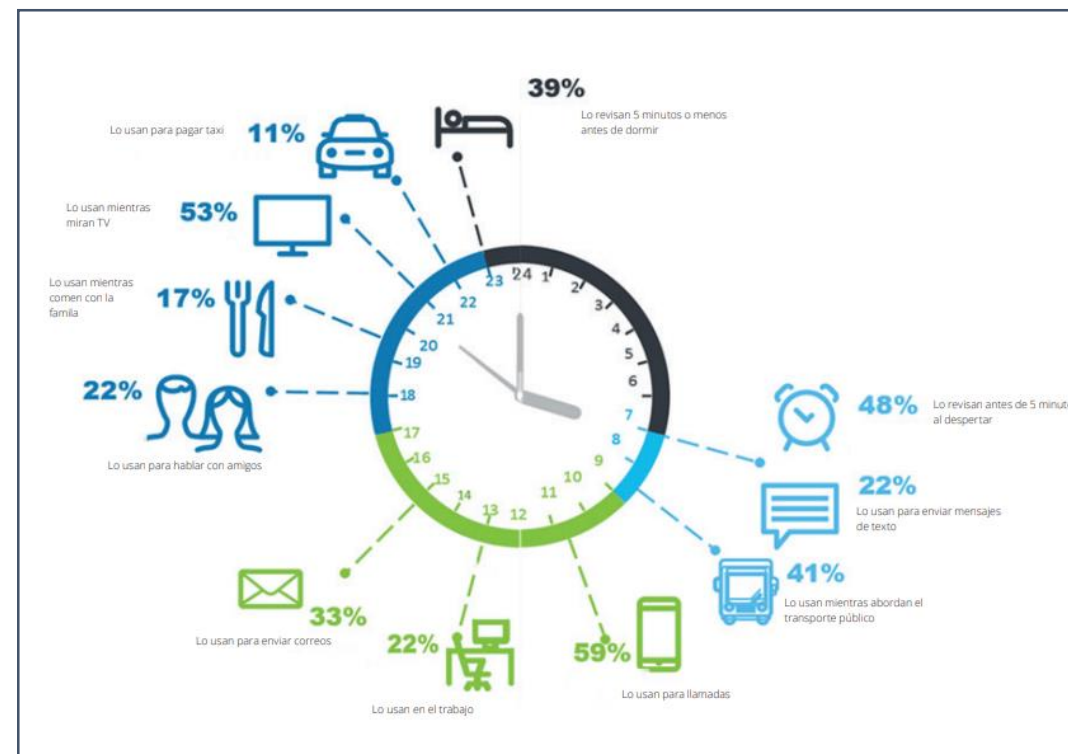 39%
Lo revisan 5 minutos o menos
antes de dormir
Lo usan para pagar taxi
11%
Lo usan mientras
miran TV
53%
Lo usan mientras
comen con la
famila
17%
22%
Lo usan para hablar con amigos
24
1
2
3
4
5
6
7
8
9
10
11
12
13
14
15
16
17
18
19
20
21
22
23
48%
Lo revisan antes de 5 minut
al despertar
22%
Lo usan para enviar mensajes
de texto
41%
Lo usan mientras abordan el
transporte público
59%
Lo usan para llamadas
22%
Lo usan en el trabajo
33%
Lo usan para enviar correos